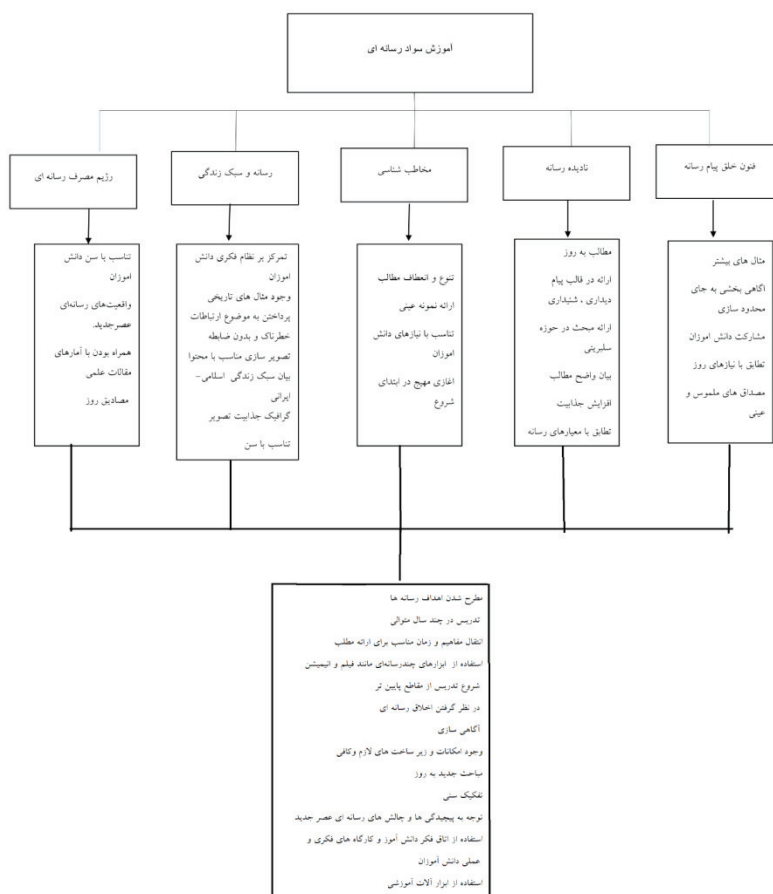 آموزش سواد رسانه ای
فنون خلق پیام رسانه
نادیده رسانه
مخاطب شناسی
رسانه و سبک زندگی
رژیم مصرف رسانه ای
مثال های بیشتر
اگاهی بخشی به جای
محدود سازی
مشارکت دانش اموزان
تطابق با نیازهای روز
مصداق های ملموس و
عینی
مطالب به روز
ارائه در قالب پیام
دیداری ، شنیداری
ارائه مبحث در حوزه
سلبریتی
بیان واضح مطالب
افزایش جذابیت
تطابق با معیارهای رسانه
تنوع و انعطاف مطالب
ارائه نمونه عینی
تناسب با نیازهای دانش
اموزان
اغازی مهیج در ابتدای
شروع
تمرکز بر نظام فکری دانش
اموزان
وجود مثال های تاریخی
پرداختن به موضوع ارتباطات
خطرناک و بدون ضابطه
تصویر سازی مناسب با محتوا
بیان سبک زندگی اسلامی-
ایرانی
گرافیک جذابیت تصویر
تناسب با سن
تناسب با سن دانش
اموزان
واقعیت‌های رسانه‌ای
عصرجدید.
همراه بودن با آمارهای
مقالات علمی
مصادیق روز
مطرح شدن اهداف رسانه ها
تدریس در چند سال متوالی
انتقال مفاهیم و زمان مناسب برای ارائه مطلب
استفاده از ابزارهای چندرسانه‌ای مانند فیلم و انیمیشن
شروع تدریس از مقاطع پایین تر
در نظر گرفتن اخلاق رسانه ای
آگاهی سازی
وجود امکانات و زیر ساخت های لازم وکافی
مباحث جدید به روز
تفکیک سنی
توجه به پیچیدگی ها و چالش های رسانه ای عصر جدید
استفاده از اتاق فکر دانش آموز و کارگاه های فکری و
عملی دانش آموزان
استفاده از ابزار آلات آموزشی